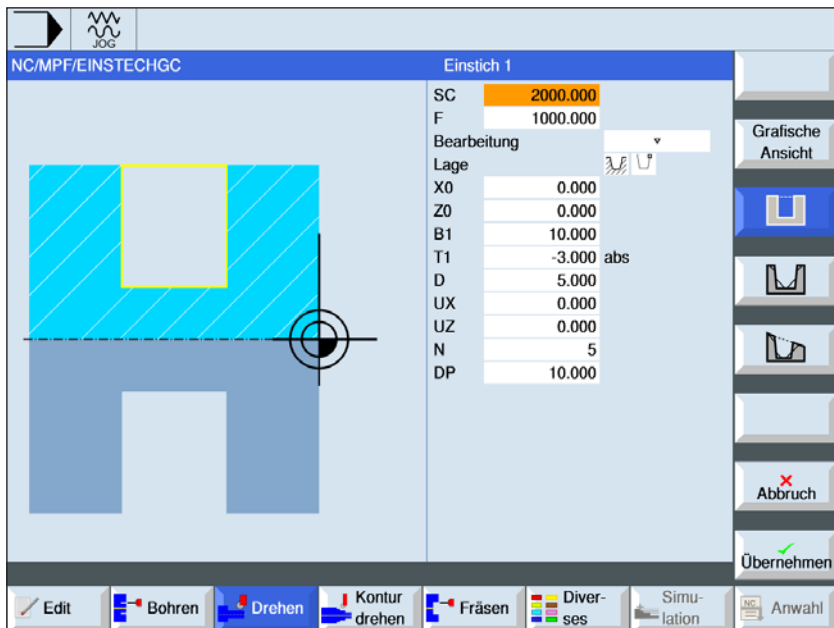 JOG
NC/MPF/EINSTECHGC
Einstich 1
SC 2000.000
F 1000.000
Bearbeitung ▿
Lage
X0 0.000
Z0 0.000
B1 10.000
T1 -3.000 abs
D 5.000
UX 0.000
UZ 0.000
N 5
DP 10.000
Grafische
Ansicht
Abbruch
Übernehmen
Edit
Bohren
Drehen
Kontur
drehen
Fräsen
Diver-
ses
Simu-
lation
NC
Anwahl